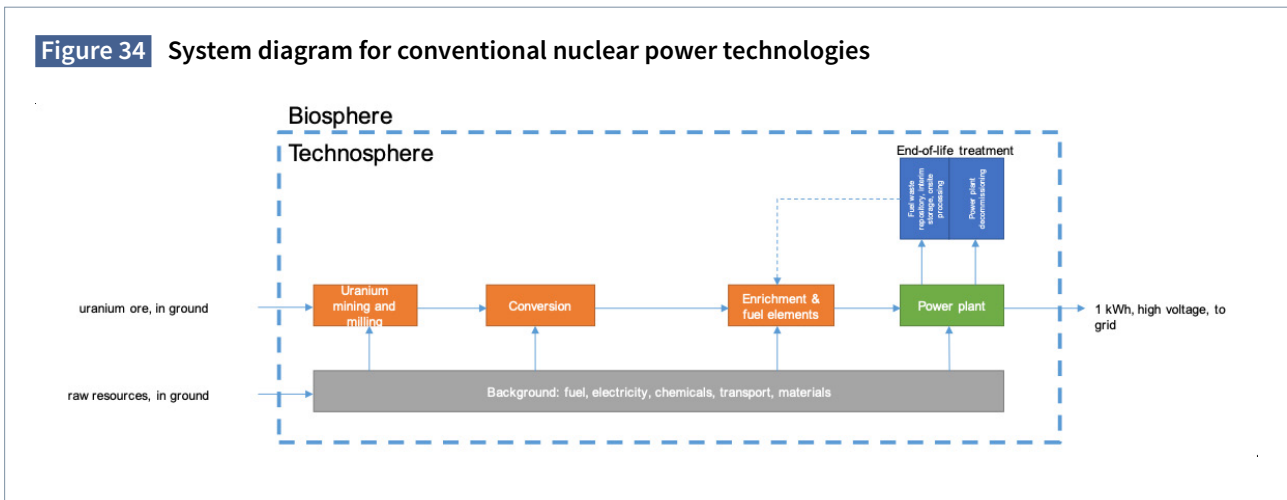 Figure 34 System diagram for conventional nuclear power technologies
Biosphere
Technosphere
End-of-life treatment
Fuel waste
repository, interim
storage, onsite
processing
Power plant
decommissioning
uranium ore, in ground
Uranium
mining and
milling
Conversion
Enrichment &
fuel elements
Power plant
1 kWh, high voltage, to
grid
raw resources, in ground
Background: fuel, electricity, chemicals, transport, materials